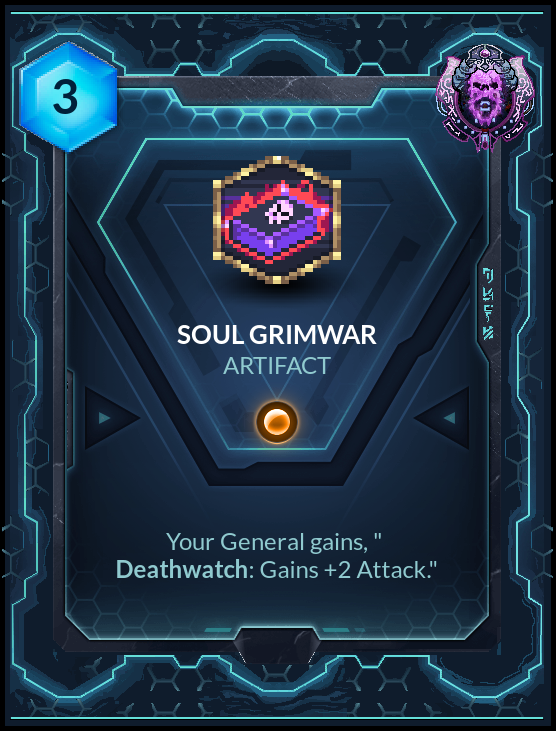 3
SOUL GRIMWAR
ARTIFACT
Your General gains, "
Deathwatch: Gains +2 Attack."